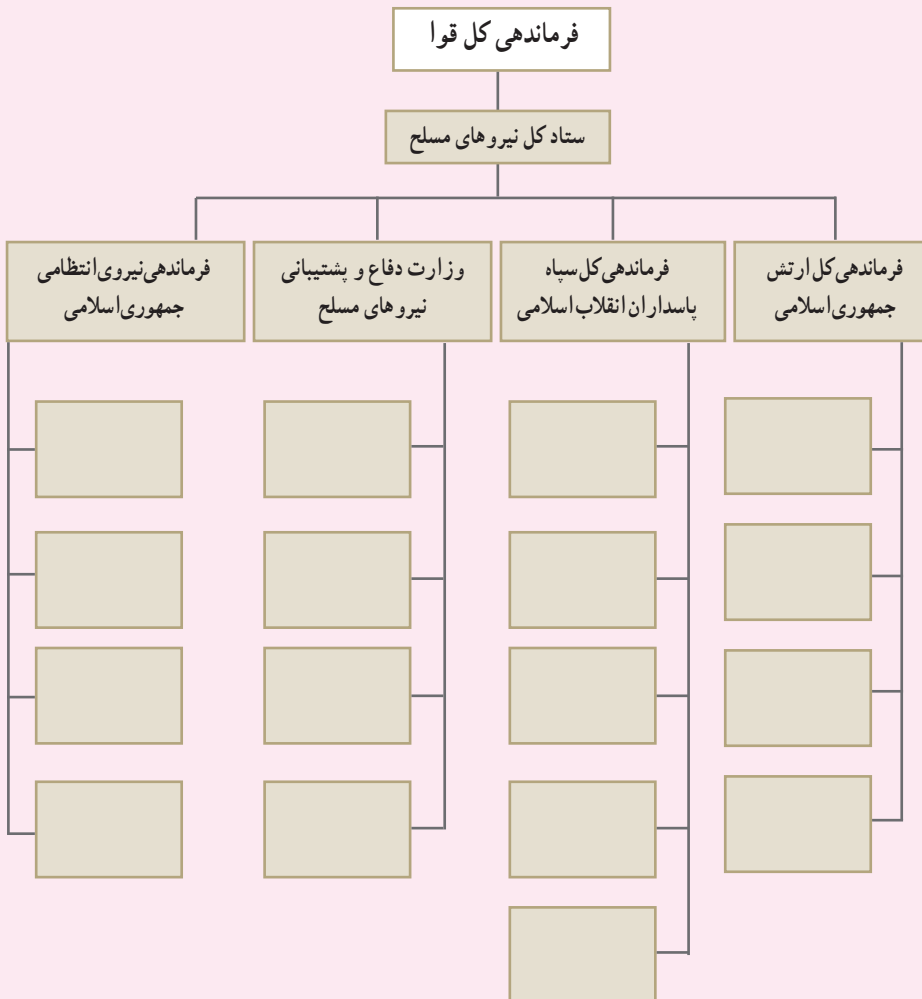 فرماندهی کل قوا
ستاد کل نیروهای مسلح
فرماندهی کل ارتش
جمهوری اسلامی
فرماندهی کل سپاه
پاسداران انقلاب اسلامی
وزارت دفاع و پشتیبانی
نیروهای مسلح
فرماندهی نیروی انتظامی
جمهوری اسلامی